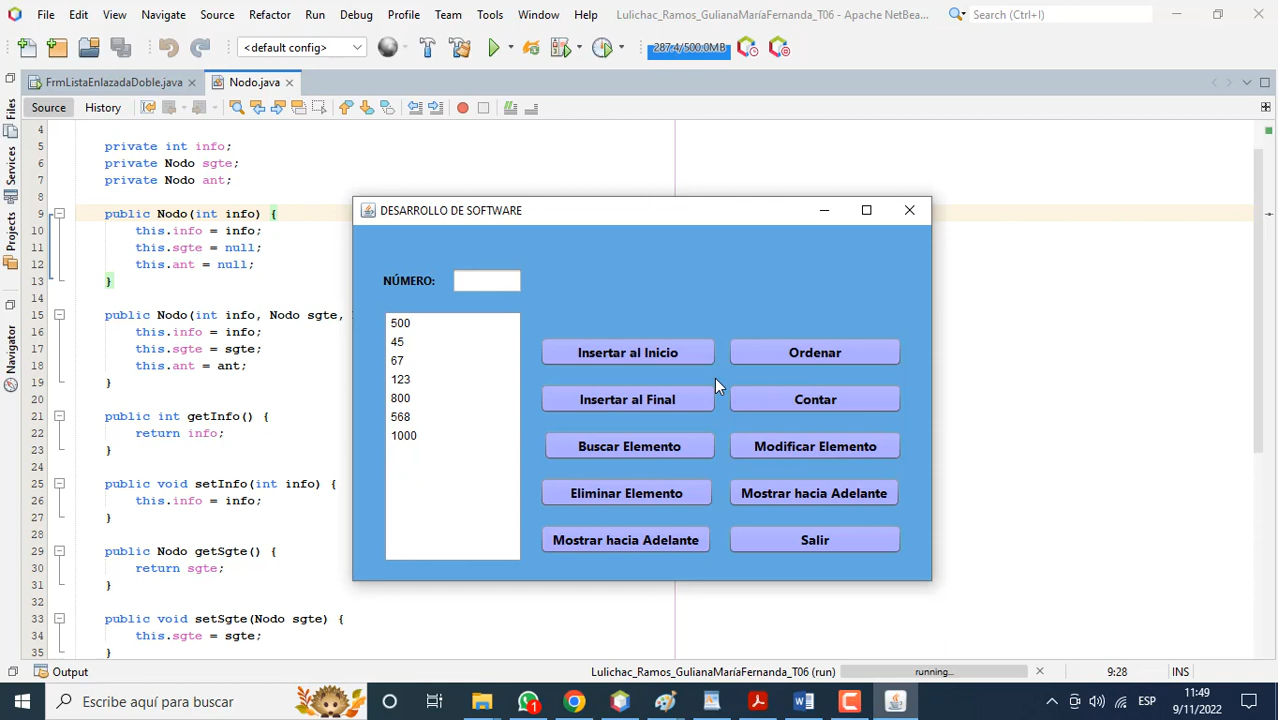 File Edit View Navigate Source Refactor Run Debug Profile Team Tools Window Help Lulichac_Ramos_GulianaMaríaFernanda_T06 - Apache NetBea... Search (Ctrl+I)
<default config> 287.4/500.0MB
FrmListaEnlazadaDoble.java Nodo.java
Source History
Files
Services
Projects
Navigator
4
5 private int info;
6 private Nodo sgte;
7 private Nodo ant;
8
9 public Nodo(int info) {
10 this.info = info;
11 this.sgte = null;
12 this.ant = null;
13 }
14
15 public Nodo(int info, Nodo sgte,
16 this.info = info;
17 this.sgte = sgte;
18 this.ant = ant;
19 }
20
21 public int getInfo() {
22 return info;
23 }
24
25 public void setInfo(int info) {
26 this.info = info;
27 }
28
29 public Nodo getSgte() {
30 return sgte;
31 }
32
33 public void setSgte(Nodo sgte) {
34 this.sgte = sgte;
35 }
DESARROLLO DE SOFTWARE
NÚMERO:
500
45
67
123
800
568
1000
Insertar al Inicio Ordenar
Insertar al Final Contar
Buscar Elemento Modificar Elemento
Eliminar Elemento Mostrar hacia Adelante
Mostrar hacia Adelante Salir
Output Lulichac_Ramos_GulianaMaríaFernanda_T06 (run) running... 9:28 INS
Escribe aquí para buscar 1 ESP 11:49
9/11/2022